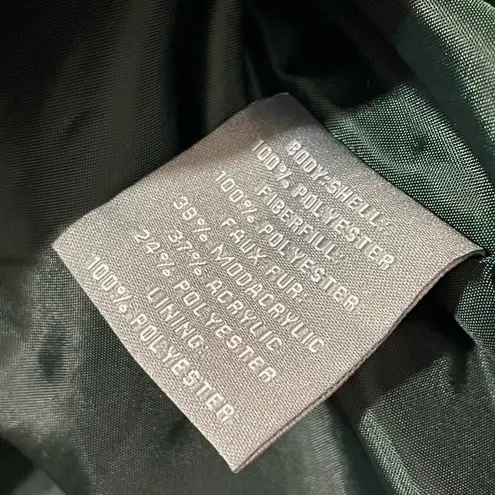 BODY-SHELL:
100% POLYESTER
FIBERFILL:
100% POLYESTER
FAUX FUR:
39% MODACRYLIC
37% ACRYLIC
24% POLYESTER
LINING:
100% POLYESTER